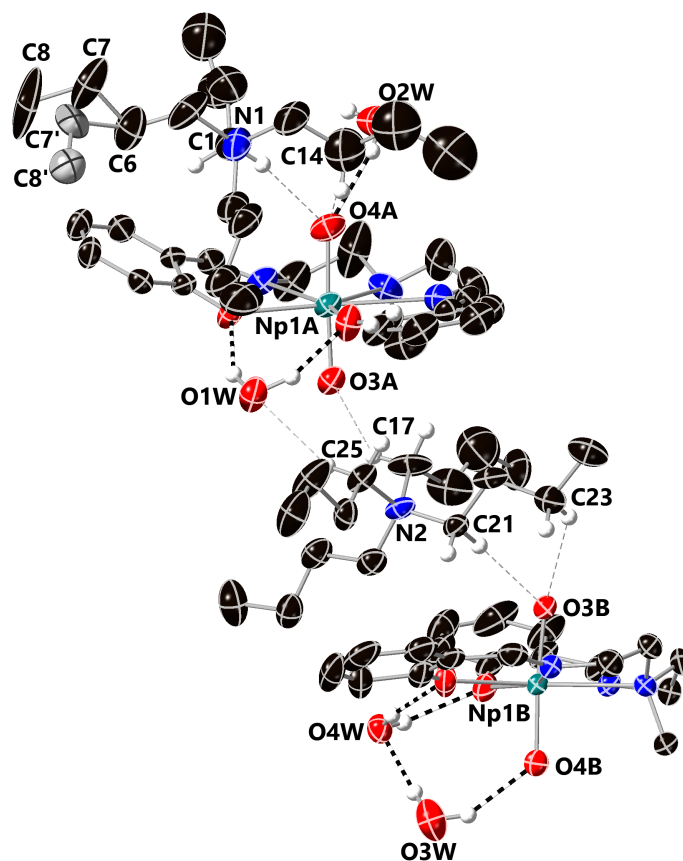 C8
C7
N1
O2W
C7'
C6
C1
C14
C8'
O4A
Np1A
O3A
O1W
C17
C25
C23
N2
C21
O3B
Np1B
O4W
O4B
O3W